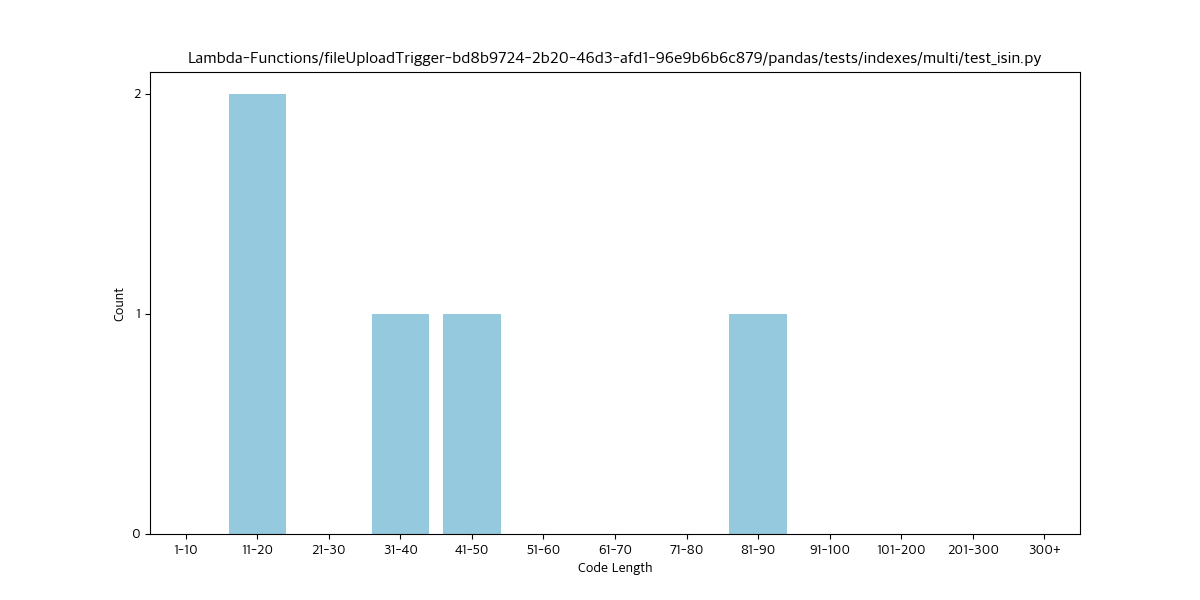 Lambda-Functions/fileUploadTrigger-bd8b9724-2b20-46d3-afd1-96e9b6b6c879/pandas/tests/indexes/multi/test_isin.py
2
1
0
Count
1-10 11-20 21-30 31-40 41-50 51-60 61-70 71-80 81-90 91-100 101-200 201-300 300+
Code Length